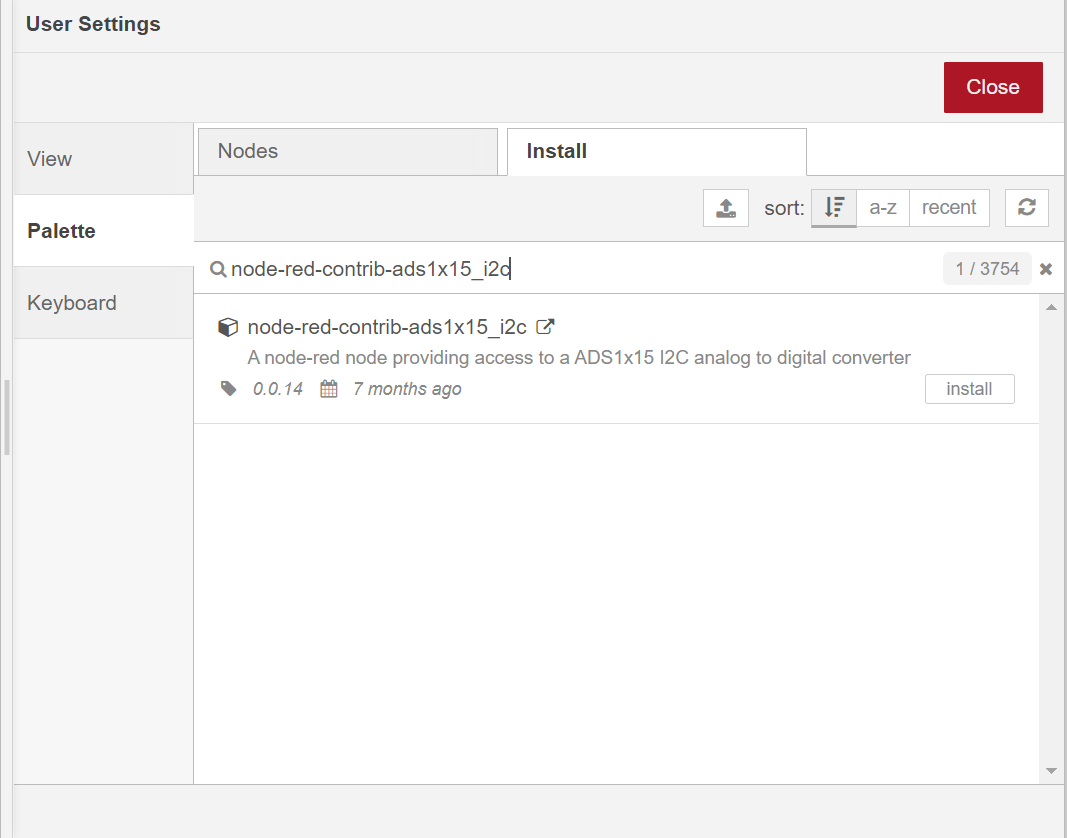 User Settings
Close
View
Palette
Keyboard
Nodes
Install
sort: a-z recent
node-red-contrib-ads1x15_i2c 1 / 3754
node-red-contrib-ads1x15_i2c
A node-red node providing access to a ADS1x15 I2C analog to digital converter
0.0.14 7 months ago
install